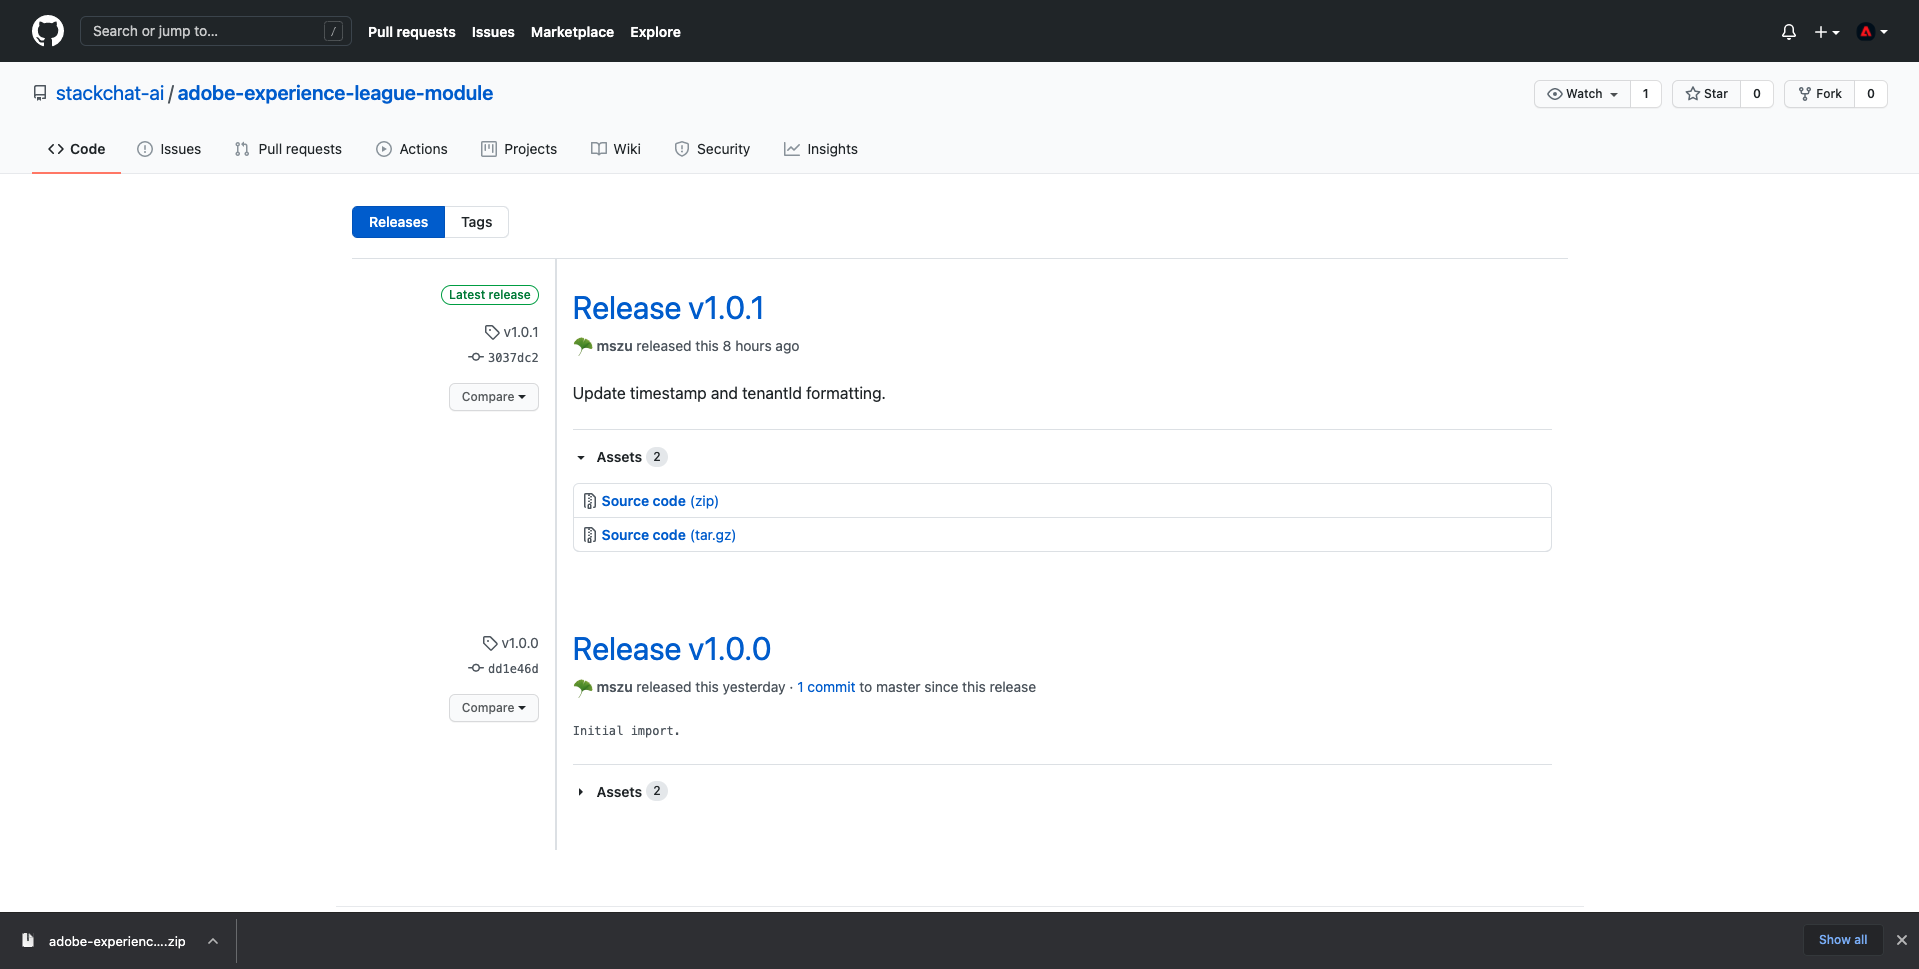 Search or jump to... /
Pull requests Issues Marketplace Explore
stackchat-ai / adobe-experience-league-module
Watch 1 Star 0 Fork 0
Code Issues Pull requests Actions Projects Wiki Security Insights
Releases Tags
Latest release
v1.0.1
3037dc2
Compare
Release v1.0.1
mszu released this 8 hours ago
Update timestamp and tenantId formatting.
Assets 2
Source code (zip)
Source code (tar.gz)
v1.0.0
dd1e46d
Compare
Release v1.0.0
mszu released this yesterday · 1 commit to master since this release
Initial import.
Assets 2
adobe-experienc....zip
Show all